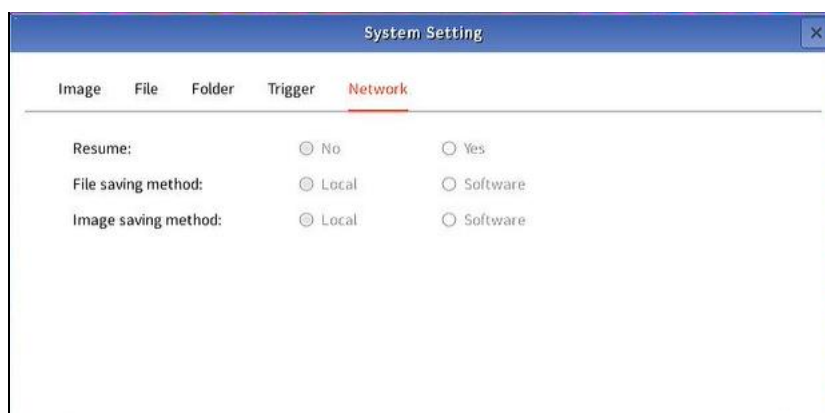 System Setting
Image File Folder Trigger Network
Resume: No Yes
File saving method: Local Software
Image saving method: Local Software